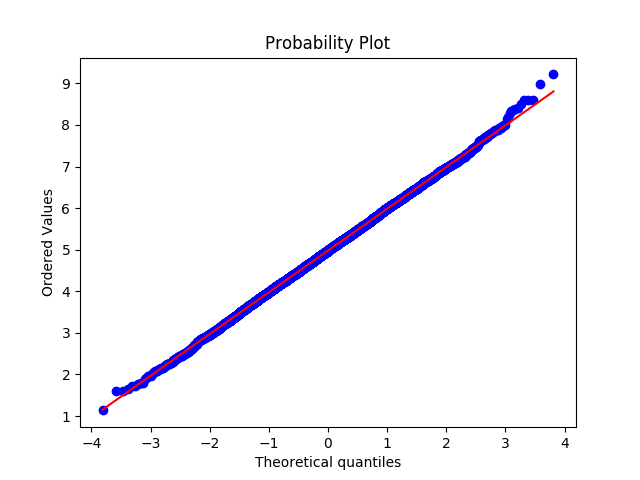 Probability Plot
Ordered Values
9
8
7
6
5
4
3
2
1
−4 −3 −2 −1 0 1 2 3 4
Theoretical quantiles